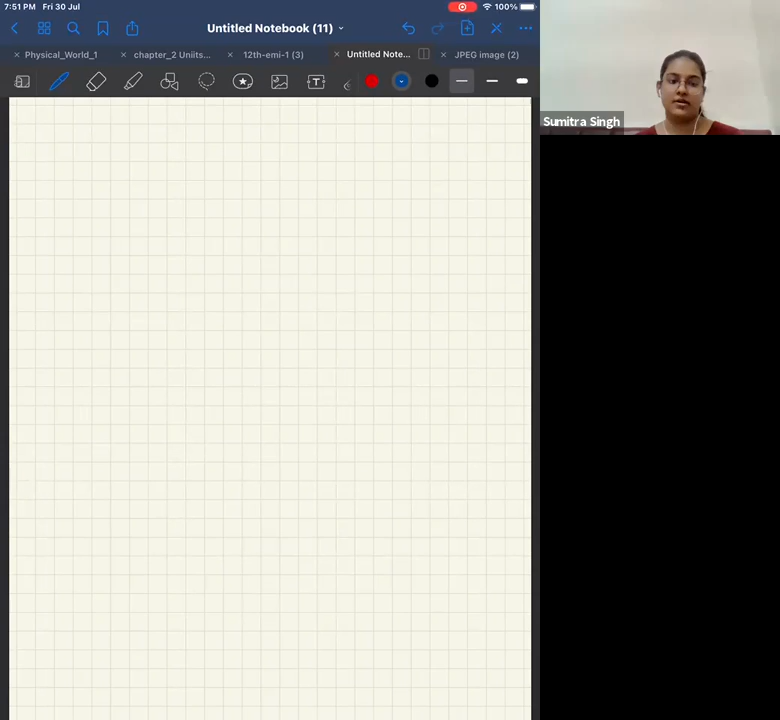 7:51 PM Fri 30 Jul 100%
Untitled Notebook (11)
Physical_World_1 chapter_2 Uniits... 12th-emi-1 (3) Untitled Note... JPEG image (2)
T
Sumitra Singh